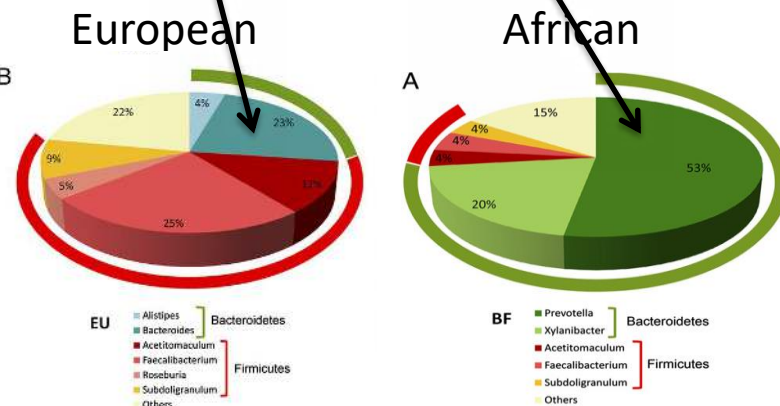 European
African
B
A
4%
23%
12%
25%
5%
9%
22%
53%
20%
4%
4%
4%
15%
EU
Alistipes
Bacteroides
Bacteroidetes
Acetitomaculum
Faecalibacterium
Roseburia
Subdoligranulum
Firmicutes
Others
BF
Prevotella
Xylanibacter
Bacteroidetes
Acetitomaculum
Faecalibacterium
Subdoligranulum
Firmicutes
Others